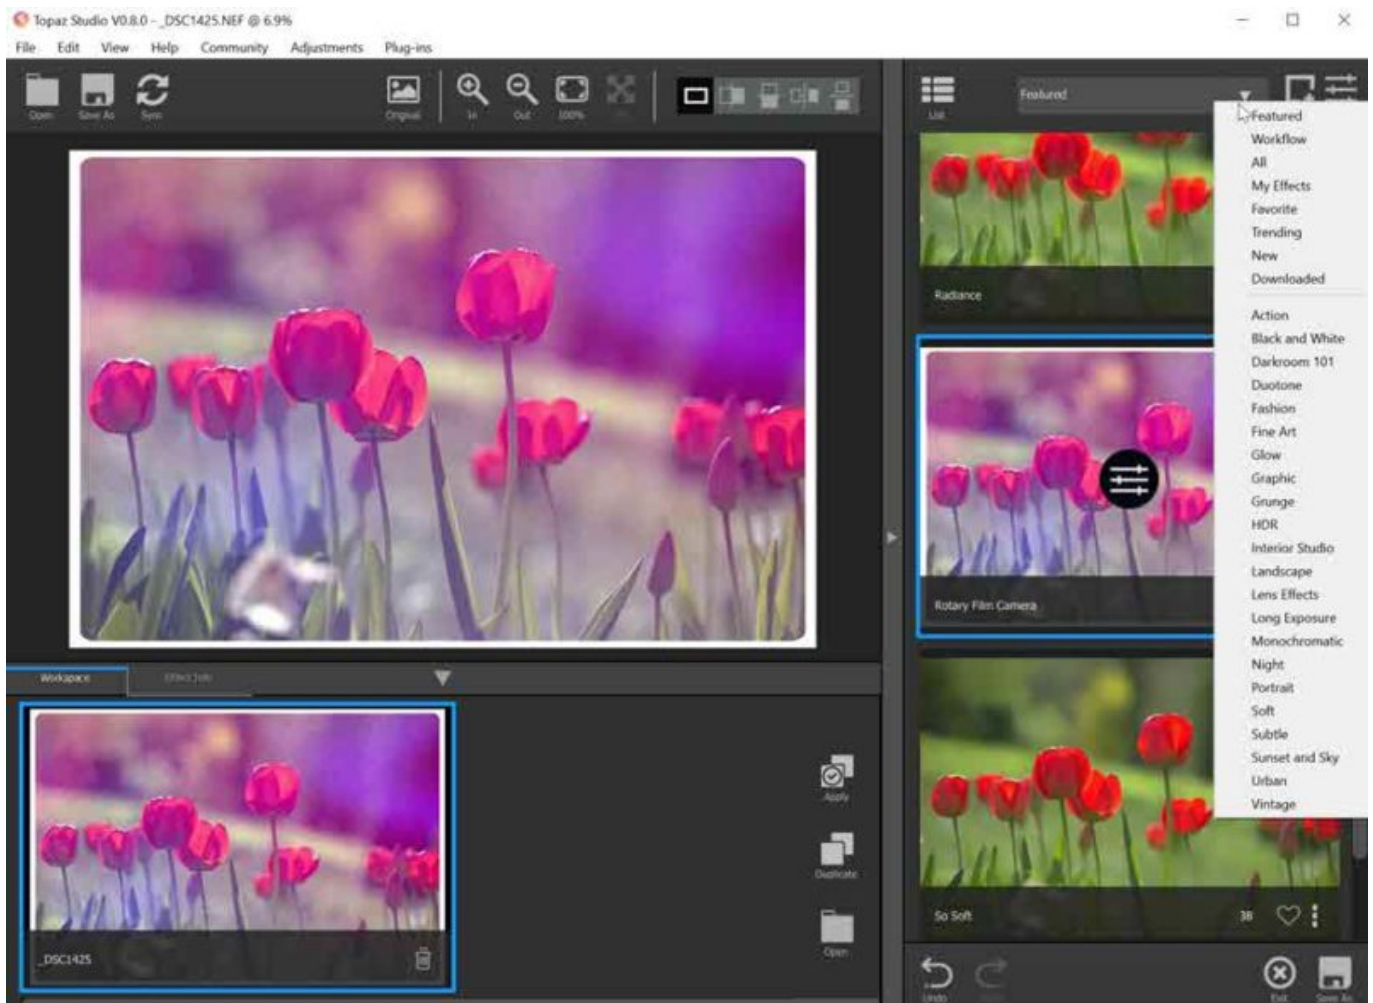 Topaz Studio V0.8.0 - _DSC1425.NEF @ 6.9%
File Edit View Help Community Adjustments Plug-ins
Open Save As Sync Original In Out 100%
List Featured
Featured
Workflow
All
My Effects
Favorite
Trending
New
Downloaded
Action
Black and White
Darkroom 101
Duotone
Fashion
Fine Art
Glow
Graphic
Grunge
HDR
Interior Studio
Landscape
Lens Effects
Long Exposure
Monochromatic
Night
Portrait
Soft
Subtle
Sunset and Sky
Urban
Vintage
Radiance
Rotary Film Camera
So Soft 38
Workspace Effect Info
Apply
Duplicate
Open
_DSC1425
Undo Exit Save As